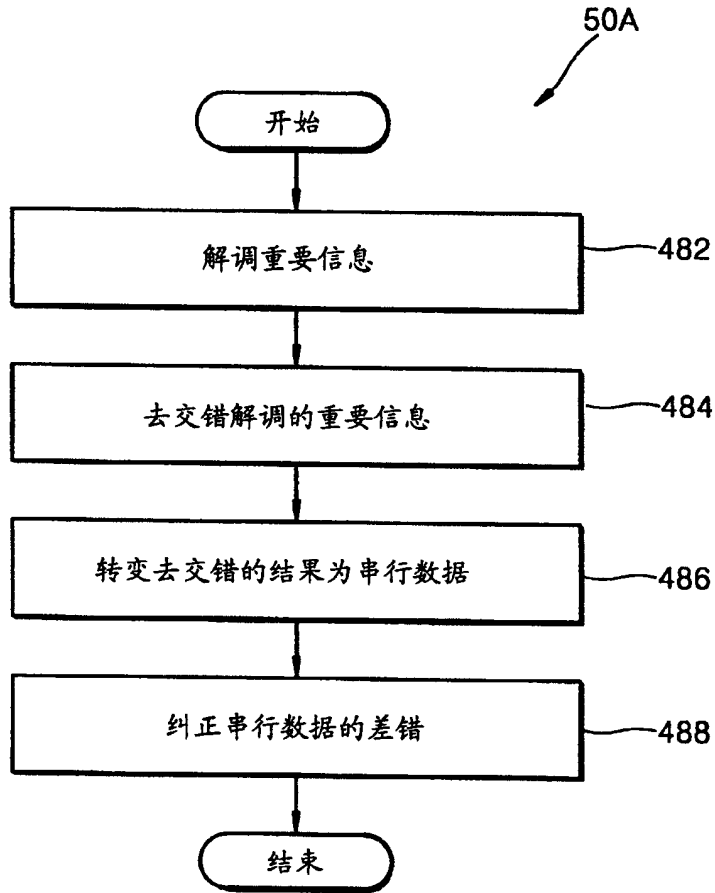 50A
开始
解调重要信息
482
去交错解调的重要信息
484
转变去交错的结果为串行数据
486
纠正串行数据的差错
488
结束